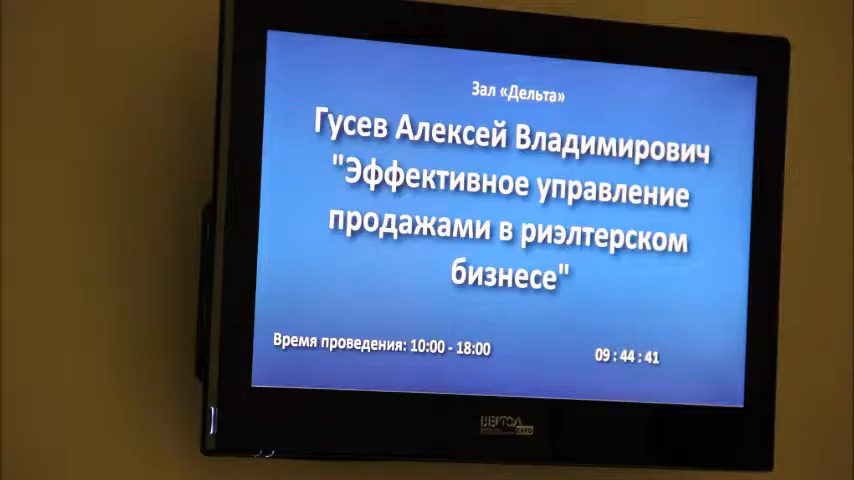 Зал «Дельта»
Гусев Алексей Владимирович
"Эффективное управление
продажами в риэлтерском
бизнесе"
Время проведения: 10:00 - 18:00
09 : 44 : 41